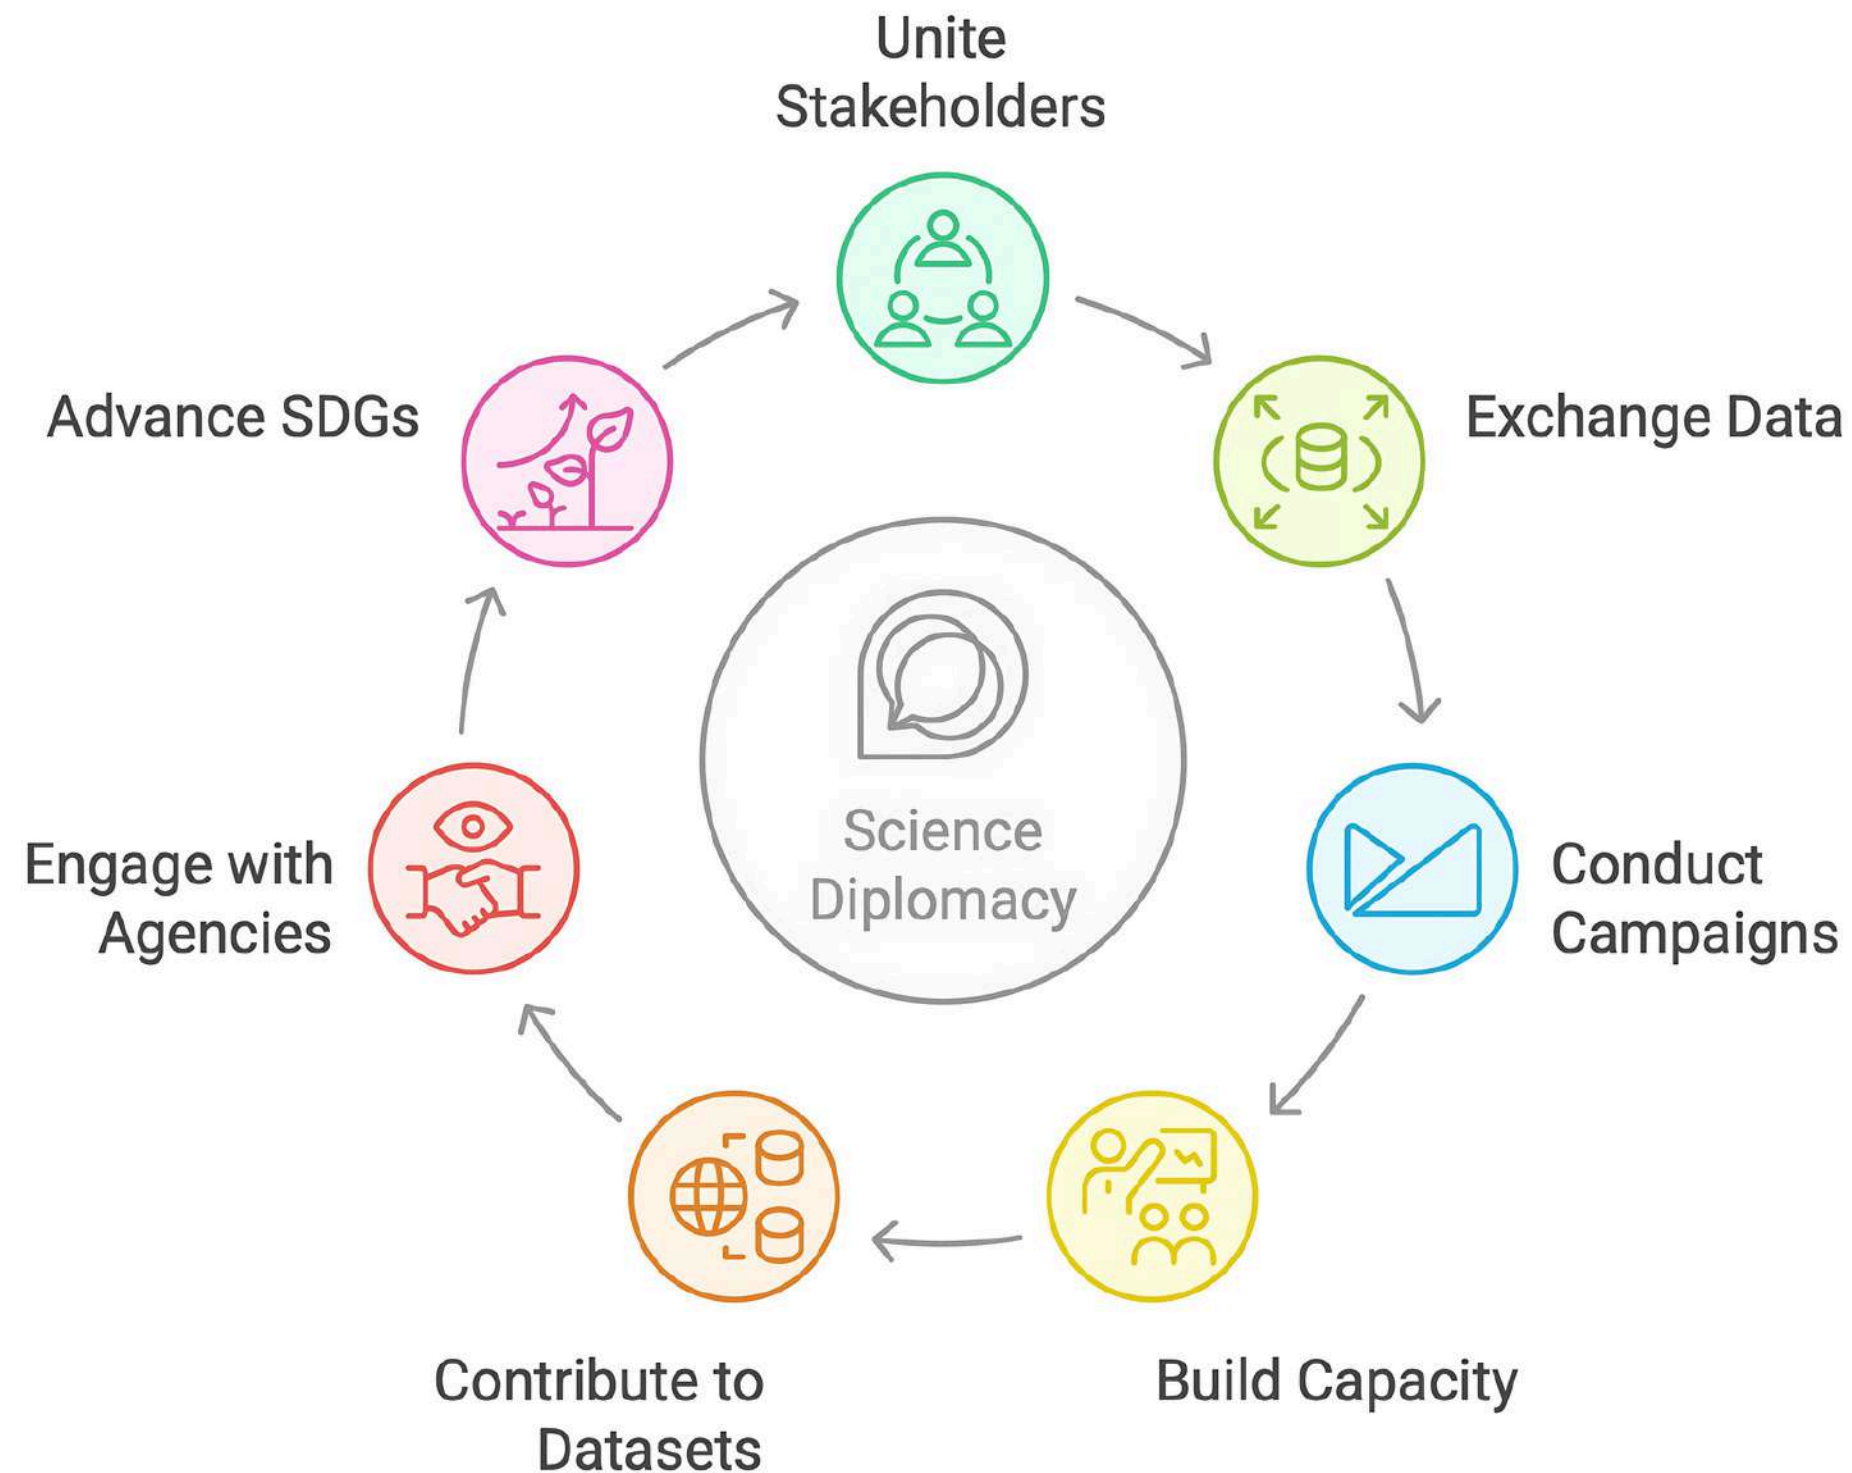 Unite
Stakeholders
Exchange Data
Conduct
Campaigns
Build Capacity
Contribute to
Datasets
Engage with
Agencies
Advance SDGs
Science
Diplomacy